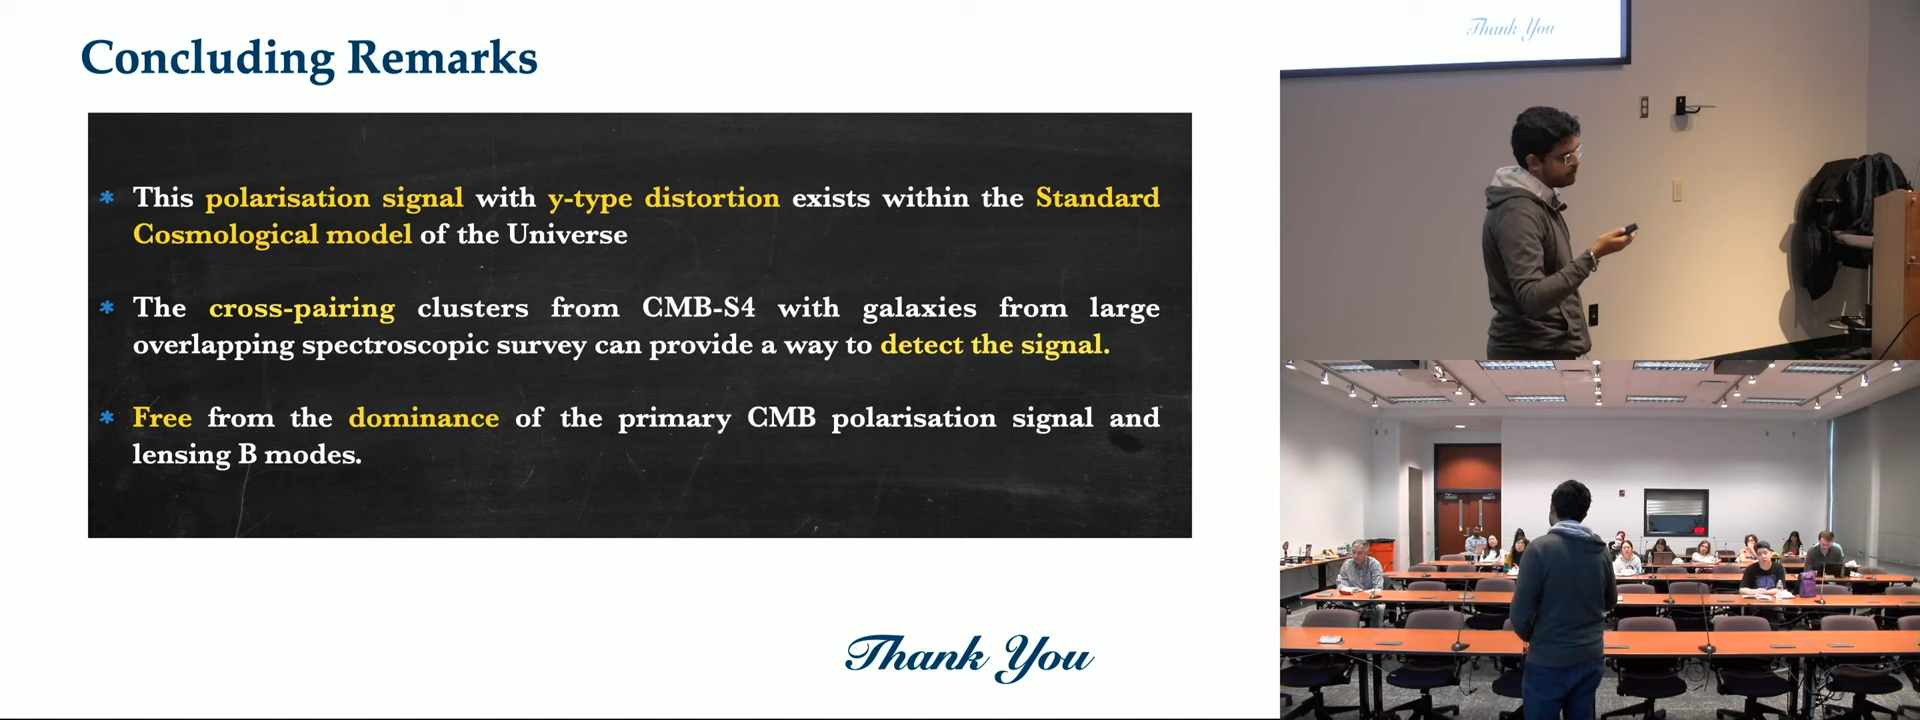 Concluding Remarks
* This polarisation signal with y-type distortion exists within the Standard
Cosmological model of the Universe
* The cross-pairing clusters from CMB-S4 with galaxies from large
overlapping spectroscopic survey can provide a way to detect the signal.
* Free from the dominance of the primary CMB polarisation signal and
lensing B modes.
Thank You
Thank You